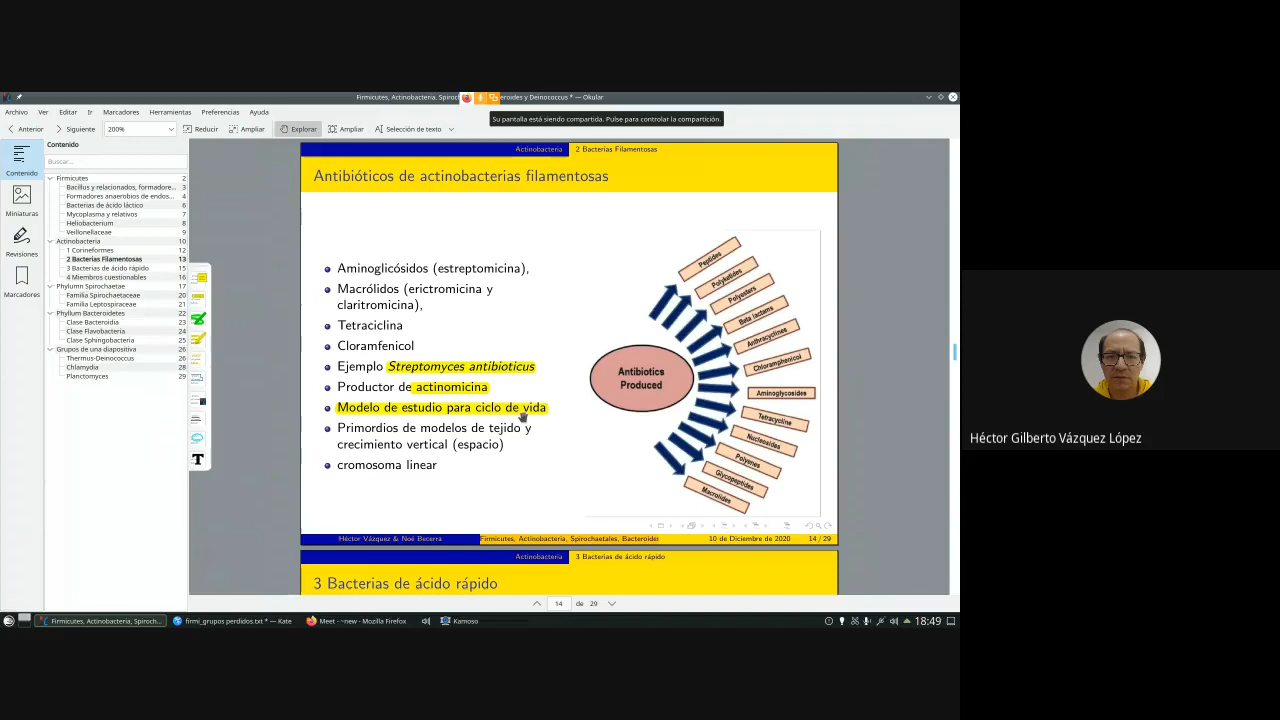 Firmicutes, Actinobacteria, Spiroch
eroides y Deinococcus * — Okular
Archivo Ver Editar Ir Marcadores Herramientas Preferencias Ayuda
Su pantalla está siendo compartida. Pulse para controlar la compartición.
Anterior Siguiente 200% Reducir Ampliar Explorar Ampliar Selección de texto
Contenido
Buscar...
Contenido
Miniaturas
Revisiones
Marcadores
Firmicutes 2
Bacillus y relacionados, formadore... 3
Formadores anaerobios de endos... 4
Bacterias de ácido láctico 6
Mycoplasma y relativos 7
Heliobacterium 8
Veillonellaceae 9
Actinobacteria 10
1 Corineformes 12
2 Bacterias Filamentosas 13
3 Bacterias de ácido rápido 15
4 Miembros cuestionables 16
Phylumn Spirochaetae 17
Familia Spirochaetaceae 20
Familia Leptospiraceae 21
Phyllum Bacteroidetes 22
Clase Bacteroidia 23
Clase Flavobacteria 24
Clase Sphingobacteria 25
Grupos de una diapositiva 26
Thermus-Deinococcus 26
Chlamydia 28
Planctomyces 29
T
Actinobacteria 2 Bacterias Filamentosas
Antibióticos de actinobacterias filamentosas
Aminoglicósidos (estreptomicina),
Macrólidos (erictromicina y
claritromicina),
Tetraciclina
Cloramfenicol
Ejemplo Streptomyces antibioticus
Productor de actinomicina
Modelo de estudio para ciclo de vida
Primordios de modelos de tejido y
crecimiento vertical (espacio)
cromosoma linear
Antibiotics
Produced
Peptides
Polyketides
Polyesters
Beta lactams
Anthracyclines
Chloramphenicol
Aminoglycosides
Tetracycline
Nucleosides
Polyenes
Glycopeptides
Macrolides
Héctor Vázquez & Noé Becerra Firmicutes, Actinobacteria, Spirochaetales, Bacteroides 10 de Diciembre de 2020 14 / 29
Actinobacteria 3 Bacterias de ácido rápido
3 Bacterias de ácido rápido
14 de 29
Firmicutes, Actinobacteria, Spiroch... firmi_grupos perdidos.txt * — Kate Meet - ~new - Mozilla Firefox Kamoso 18:49
Héctor Gilberto Vázquez López